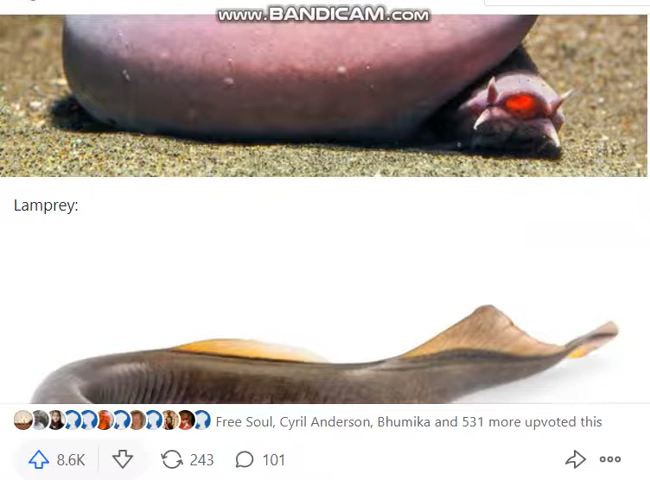 www.BANDICAM.com
Lamprey:
Free Soul, Cyril Anderson, Bhumika and 531 more upvoted this
8.6K
243
101